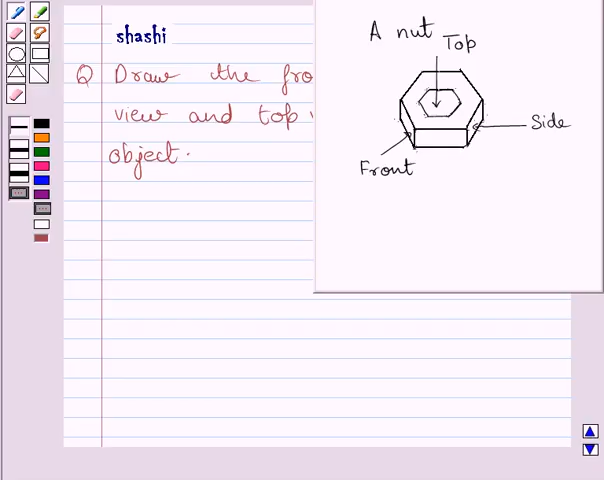 shashi
Q Draw the fro
view and top
object.
A nut
Top
Side
Front